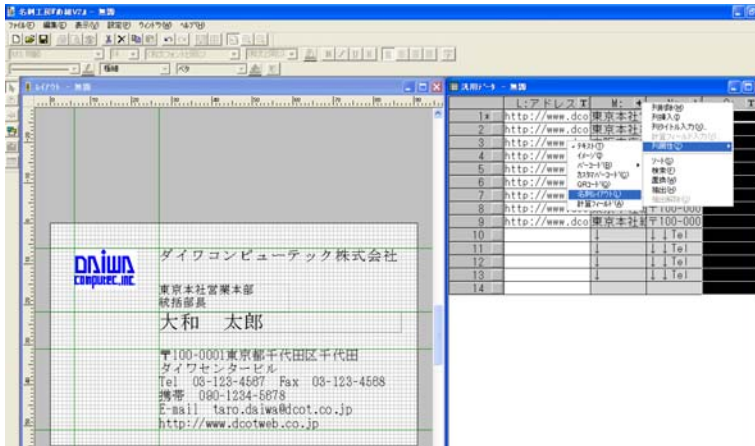 名刺工房『お気V2』 - 無題
ファイル(F) 編集(E) 表示(V) 設定(P) ウィンドウ(W) ヘルプ(H)
極細
ベタ
レイアウト - 無題
DAiWA
computec.inc
ダイワコンピューテック株式会社
東京本社営業本部
統括部長
大和 太郎
〒100-0001東京都千代田区千代田
ダイワセンタービル
Tel 03-123-4567 Fax 03-123-4568
携帯 090-1234-5678
E-mail taro.daiwa@dcot.co.jp
http://www.dcotweb.co.jp
汎用データ - 無題
L:アドレス I M:
1 http://www.dco 東京本社
2 http://www.dco 東京本社
3 http://www.dco
4 http://www.
5 http://www.
6 http://www.
7 http://www.
8 http://www. 〒100-000
9 http://www.dco 東京本社 〒100-000
10 ↓ ↓ ↓ Tel
11 ↓ ↓ ↓ Tel
12 ↓ ↓ ↓ Tel
13 ↓ ↓ ↓ Tel
14
列削除(H)
列挿入(I)
列タイトル入力(U)...
計算フィールド入力(V)...
列属性(Z)
ソート(S)
検索(E)
置換(W)
抽出(H)
抽出解除(C)
テキスト(T)
イメージ(I)
バーコード(B)
カスタマバーコード(C)
QRコード(Q)
名刺レイアウト(L)
計算フィールド(A)